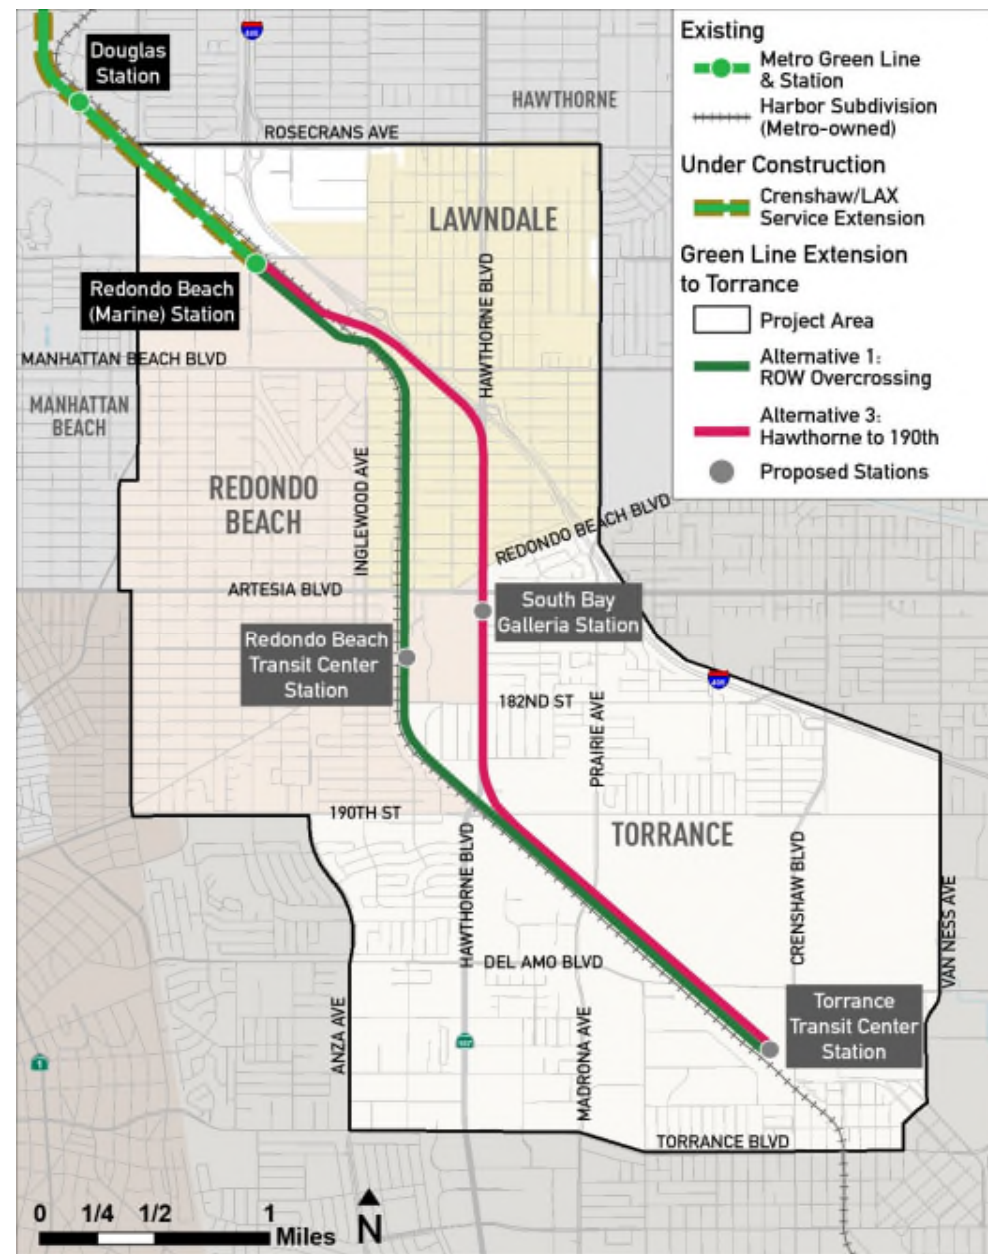 Douglas
Station
405
HAWTHORNE
ROSECRANS AVE
LAWNDALE
HAWTHORNE BLVD
Redondo Beach
(Marine) Station
MANHATTAN BEACH BLVD
MANHATTAN
BEACH
REDONDO
BEACH
INGLEWOOD AVE
REDONDO BEACH BLVD
ARTESIA BLVD
South Bay
Galleria Station
Redondo Beach
Transit Center
Station
405
182ND ST
PRAIRIE AVE
190TH ST
TORRANCE
HAWTHORNE BLVD
CRENSHAW BLVD
VAN NESS AVE
DEL AMO BLVD
Torrance
Transit Center
Station
ANZA AVE
107
MADRONA AVE
1
TORRANCE BLVD
0 1/4 1/2 1
Miles
N
Existing
Metro Green Line
& Station
Harbor Subdivision
(Metro-owned)
Under Construction
Crenshaw/LAX
Service Extension
Green Line Extension
to Torrance
Project Area
Alternative 1:
ROW Overcrossing
Alternative 3:
Hawthorne to 190th
Proposed Stations